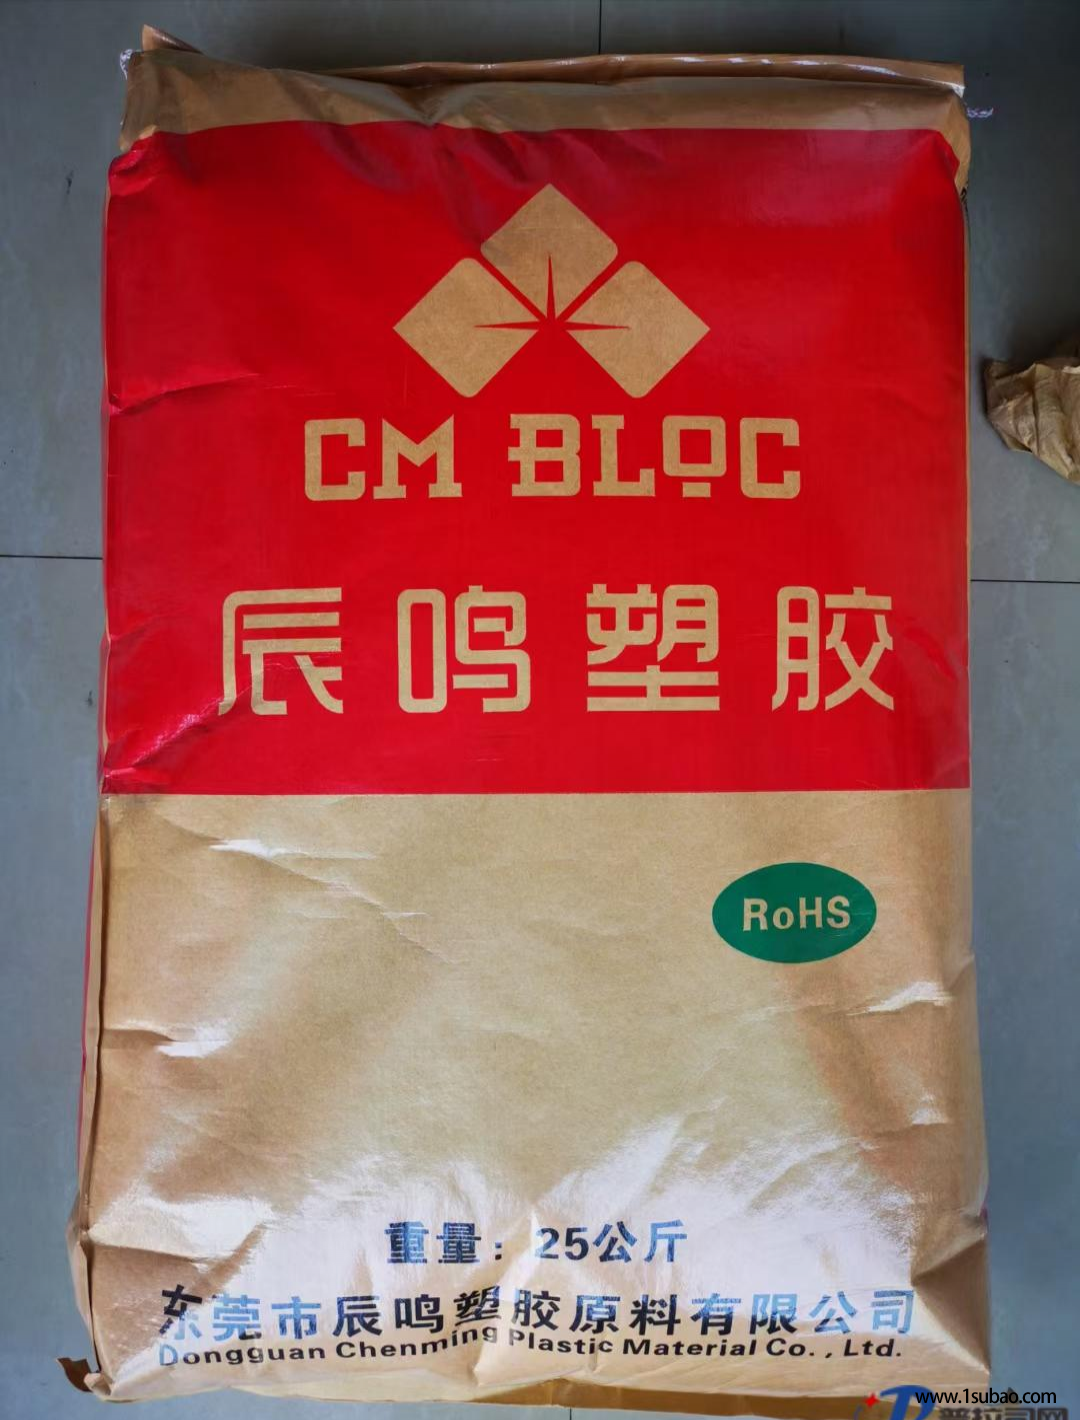 CM BLOC
辰鸣塑胶
RoHS
重量：25公斤
东莞市辰鸣塑胶原料有限公司
Dongguan Chenming Plastic Material Co., Ltd.
www.1subao.com